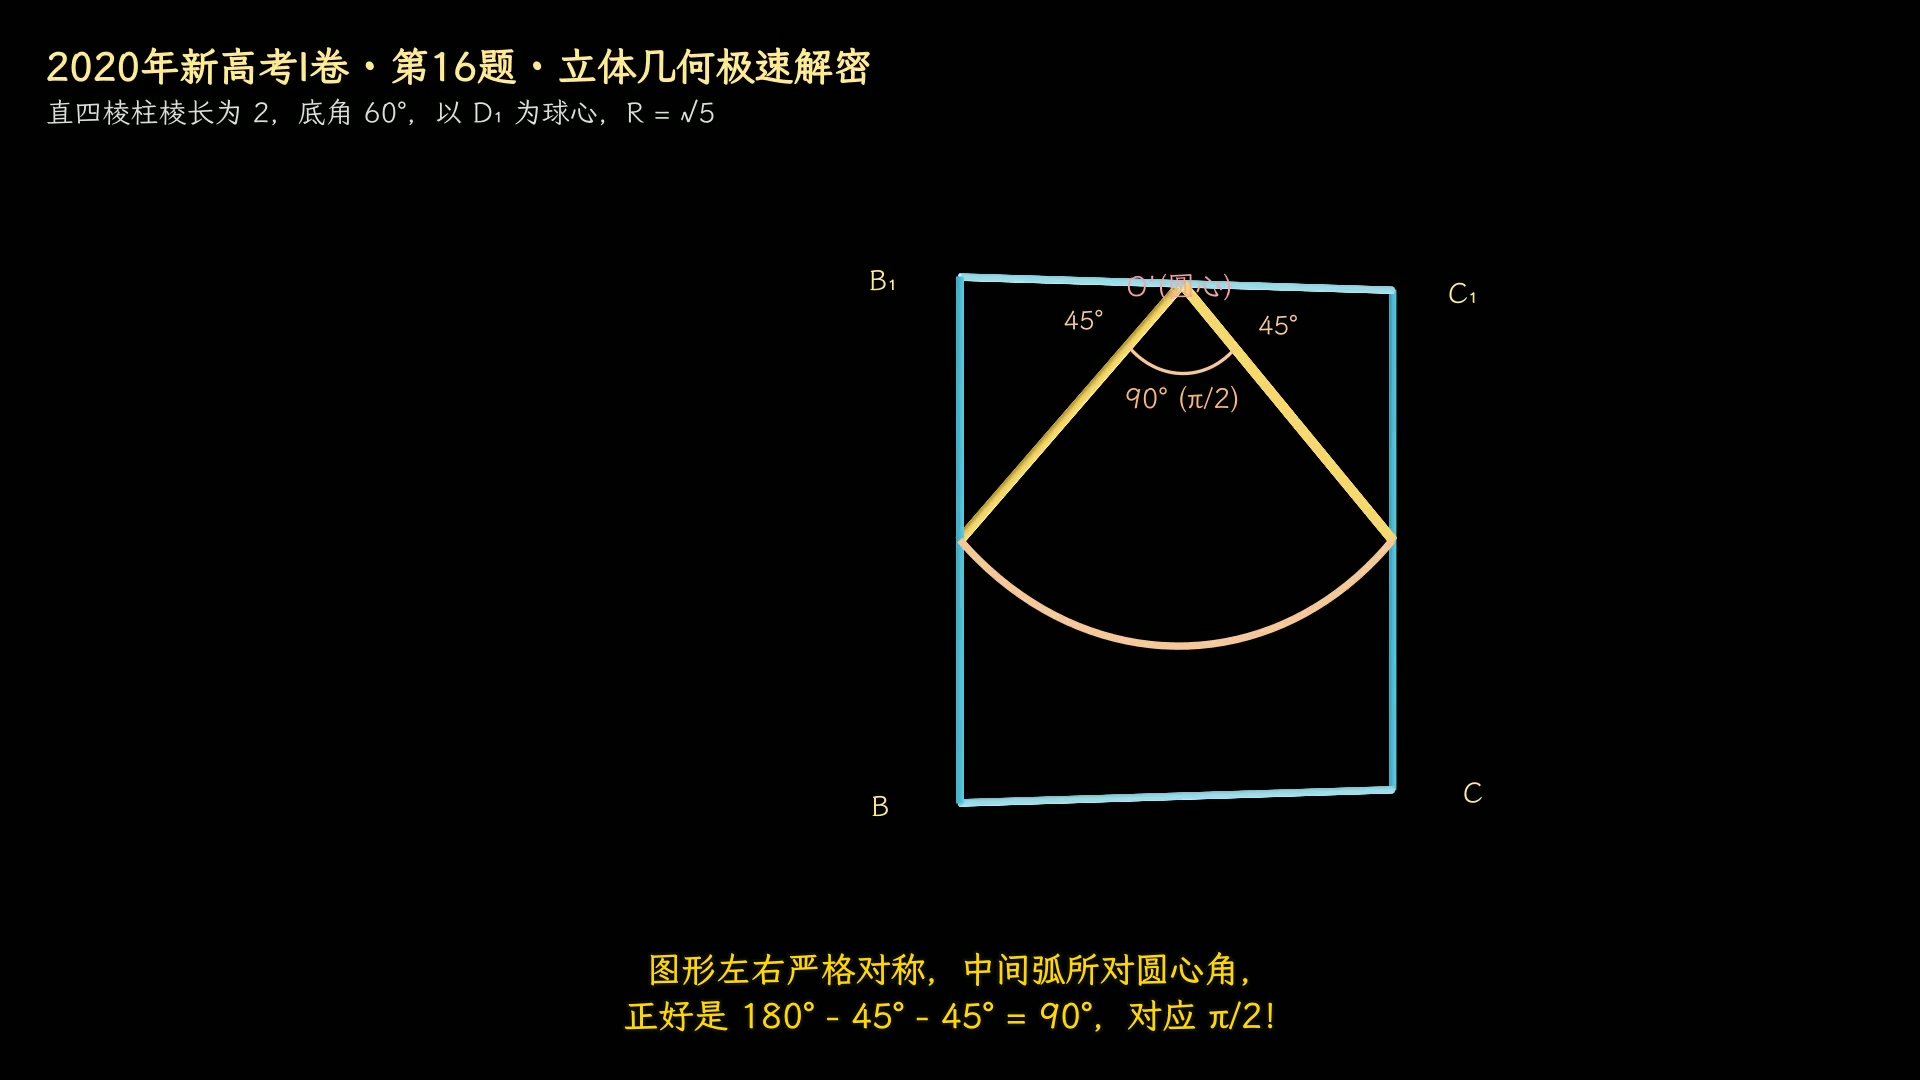 2020年新高考I卷·第16题·立体几何极速解密
直四棱柱棱长为 2，底角 60°，以 D₁ 为球心，R = √5
B₁
O'(圆心)
C₁
45°
45°
90° (π/2)
B
C
图形左右严格对称，中间弧所对圆心角，
正好是 180° - 45° - 45° = 90°，对应 π/2!